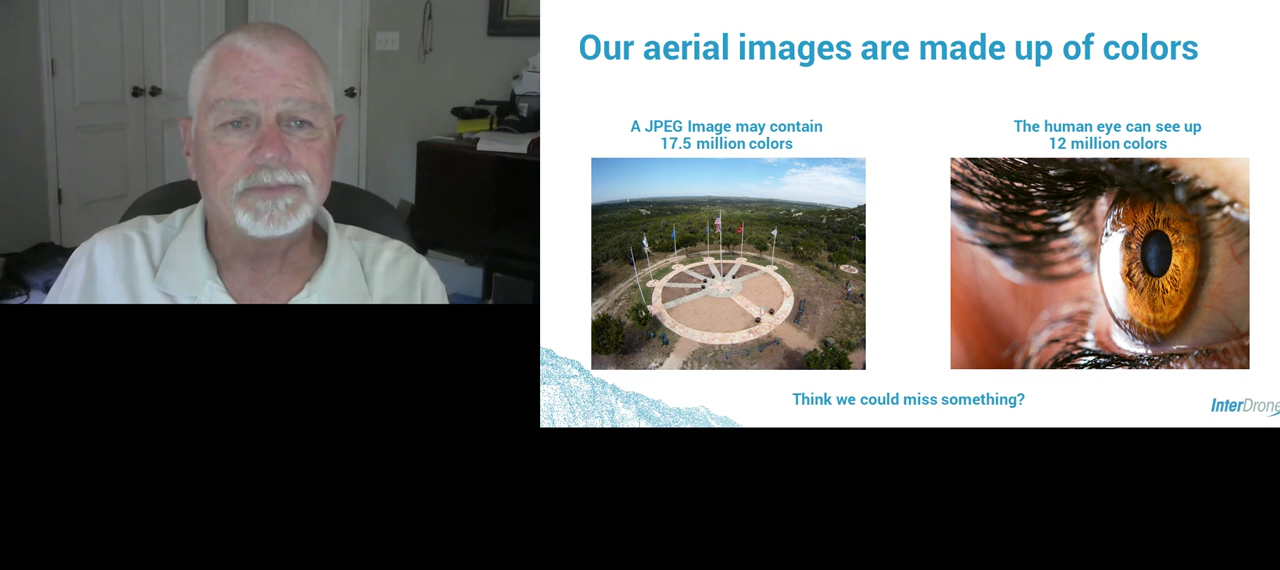 Our aerial images are made up of colors
A JPEG Image may contain
17.5 million colors
The human eye can see up
12 million colors
Think we could miss something?
InterDrone